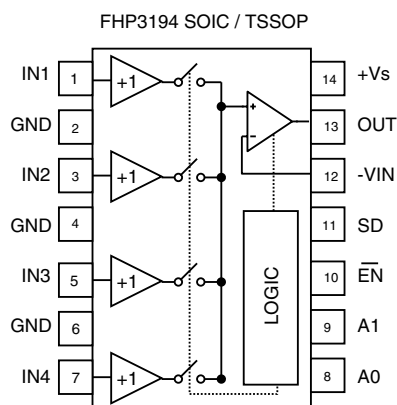 FHP3194 SOIC / TSSOP
IN1 1 +1 14 +Vs
GND 2 + 13 OUT
IN2 3 +1 − 12 -VIN
GND 4 11 SD
IN3 5 +1 LOGIC 10 E̅N̅
GND 6 9 A1
IN4 7 +1 8 A0